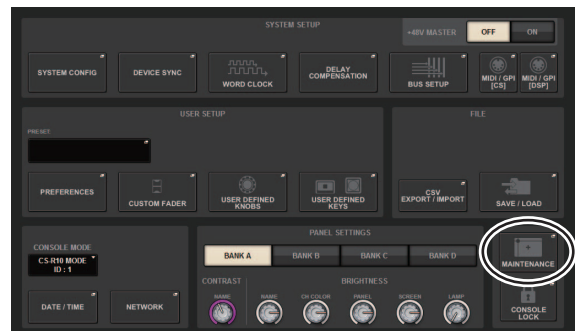 SYSTEM SETUP
+48V MASTER
OFF
ON
SYSTEM CONFIG
DEVICE SYNC
WORD CLOCK
DELAY
COMPENSATION
BUS SETUP
MIDI / GPI
[CS]
MIDI / GPI
[DSP]
USER SETUP
FILE
PRESET
PREFERENCES
CUSTOM FADER
USER DEFINED
KNOBS
USER DEFINED
KEYS
CSV
EXPORT / IMPORT
SAVE / LOAD
CONSOLE MODE
CS-R10 MODE
ID : 1
DATE / TIME
NETWORK
PANEL SETTINGS
BANK A
BANK B
BANK C
BANK D
CONTRAST
BRIGHTNESS
NAME
NAME
CH COLOR
PANEL
SCREEN
LAMP
MAINTENANCE
CONSOLE
LOCK